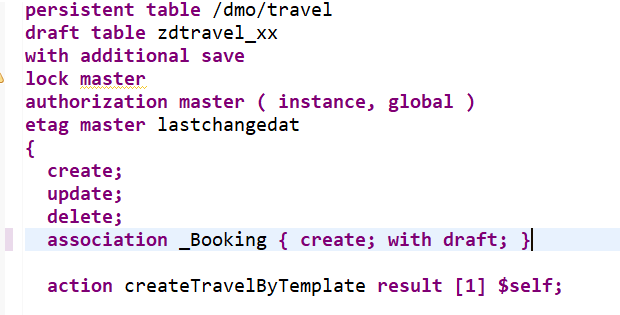 persistent table /dmo/travel
draft table zdtravel_xx
with additional save
lock master
authorization master ( instance, global )
etag master lastchangedat
{
create;
update;
delete;
association _Booking { create; with draft; }
action createTravelByTemplate result [1] $self;